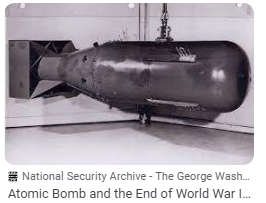 National Security Archive - The George Wash...
Atomic Bomb and the End of World War I...